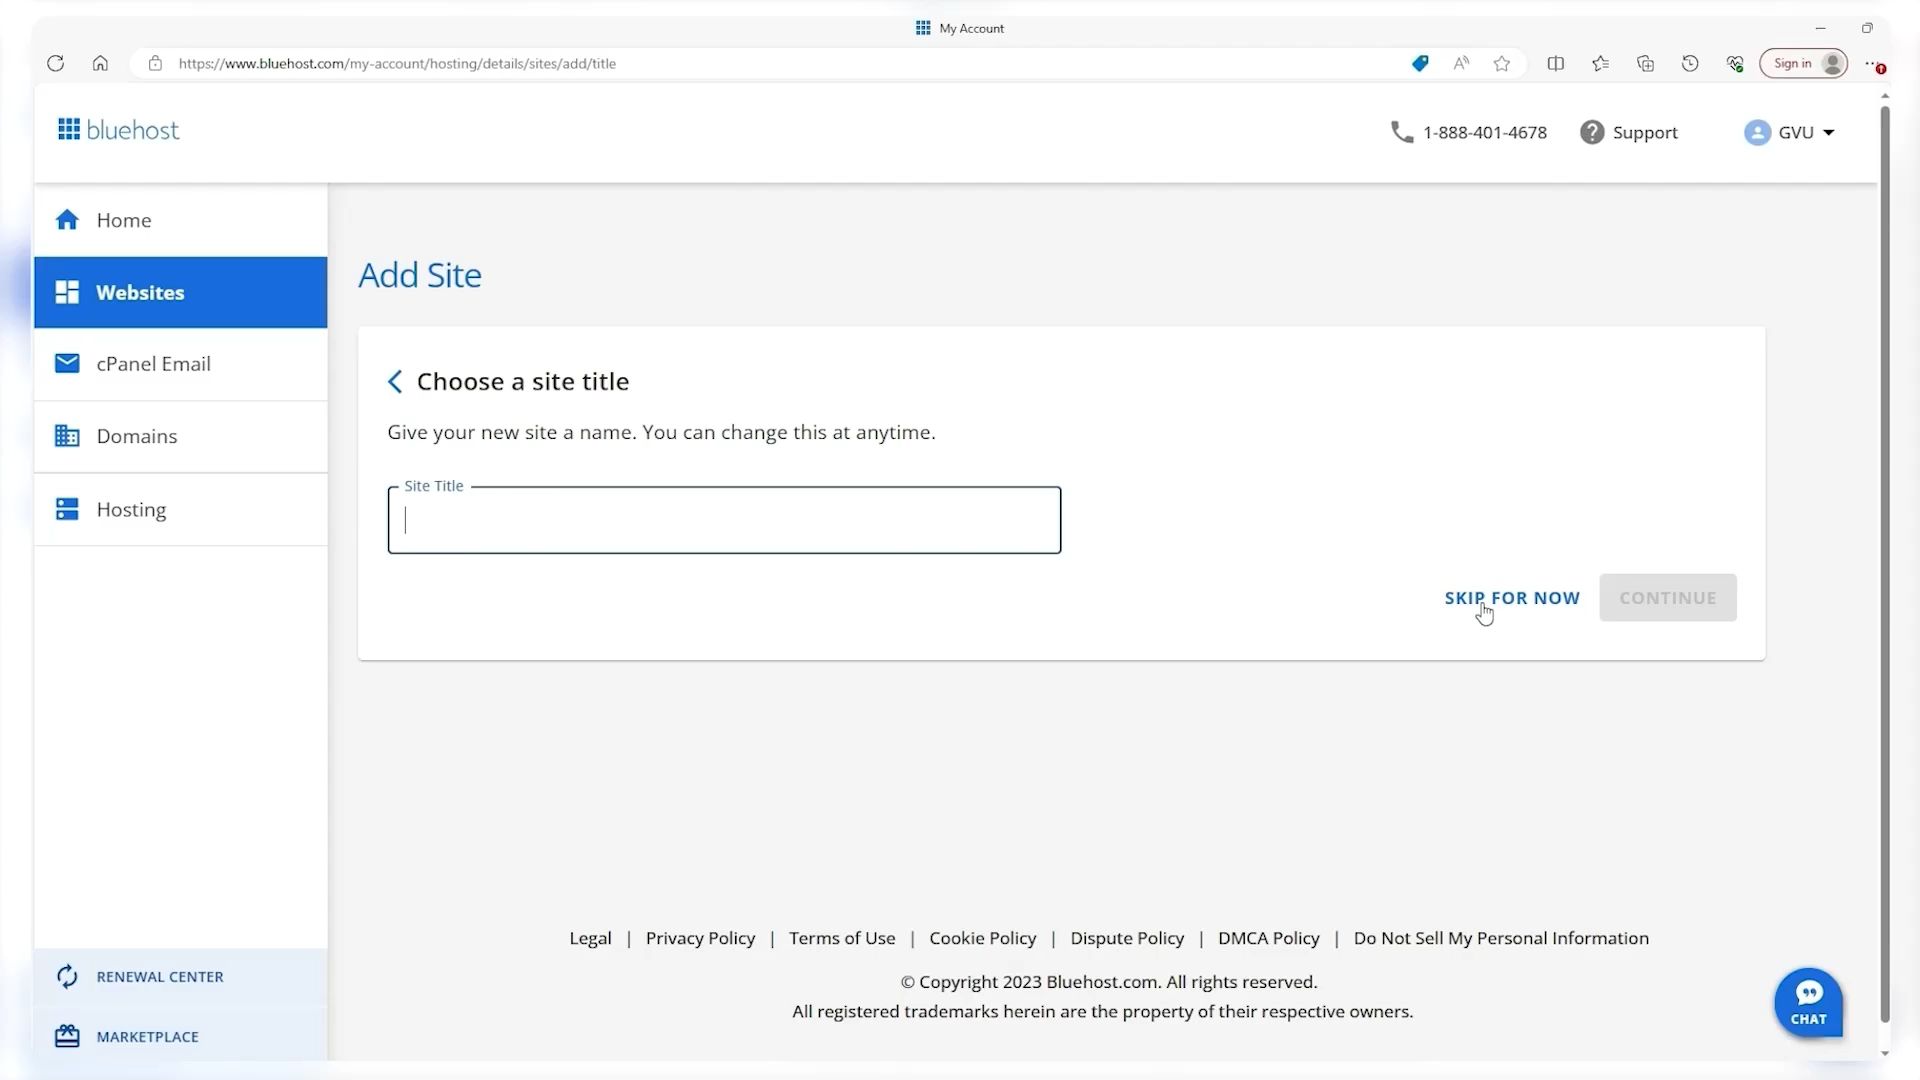 My Account
https://www.bluehost.com/my-account/hosting/details/sites/add/title
Sign in
bluehost
1-888-401-4678
Support
GVU
Home
Websites
cPanel Email
Domains
Hosting
RENEWAL CENTER
MARKETPLACE
Add Site
Choose a site title
Give your new site a name. You can change this at anytime.
Site Title
SKIP FOR NOW
CONTINUE
Legal | Privacy Policy | Terms of Use | Cookie Policy | Dispute Policy | DMCA Policy | Do Not Sell My Personal Information
© Copyright 2023 Bluehost.com. All rights reserved.
All registered trademarks herein are the property of their respective owners.
CHAT